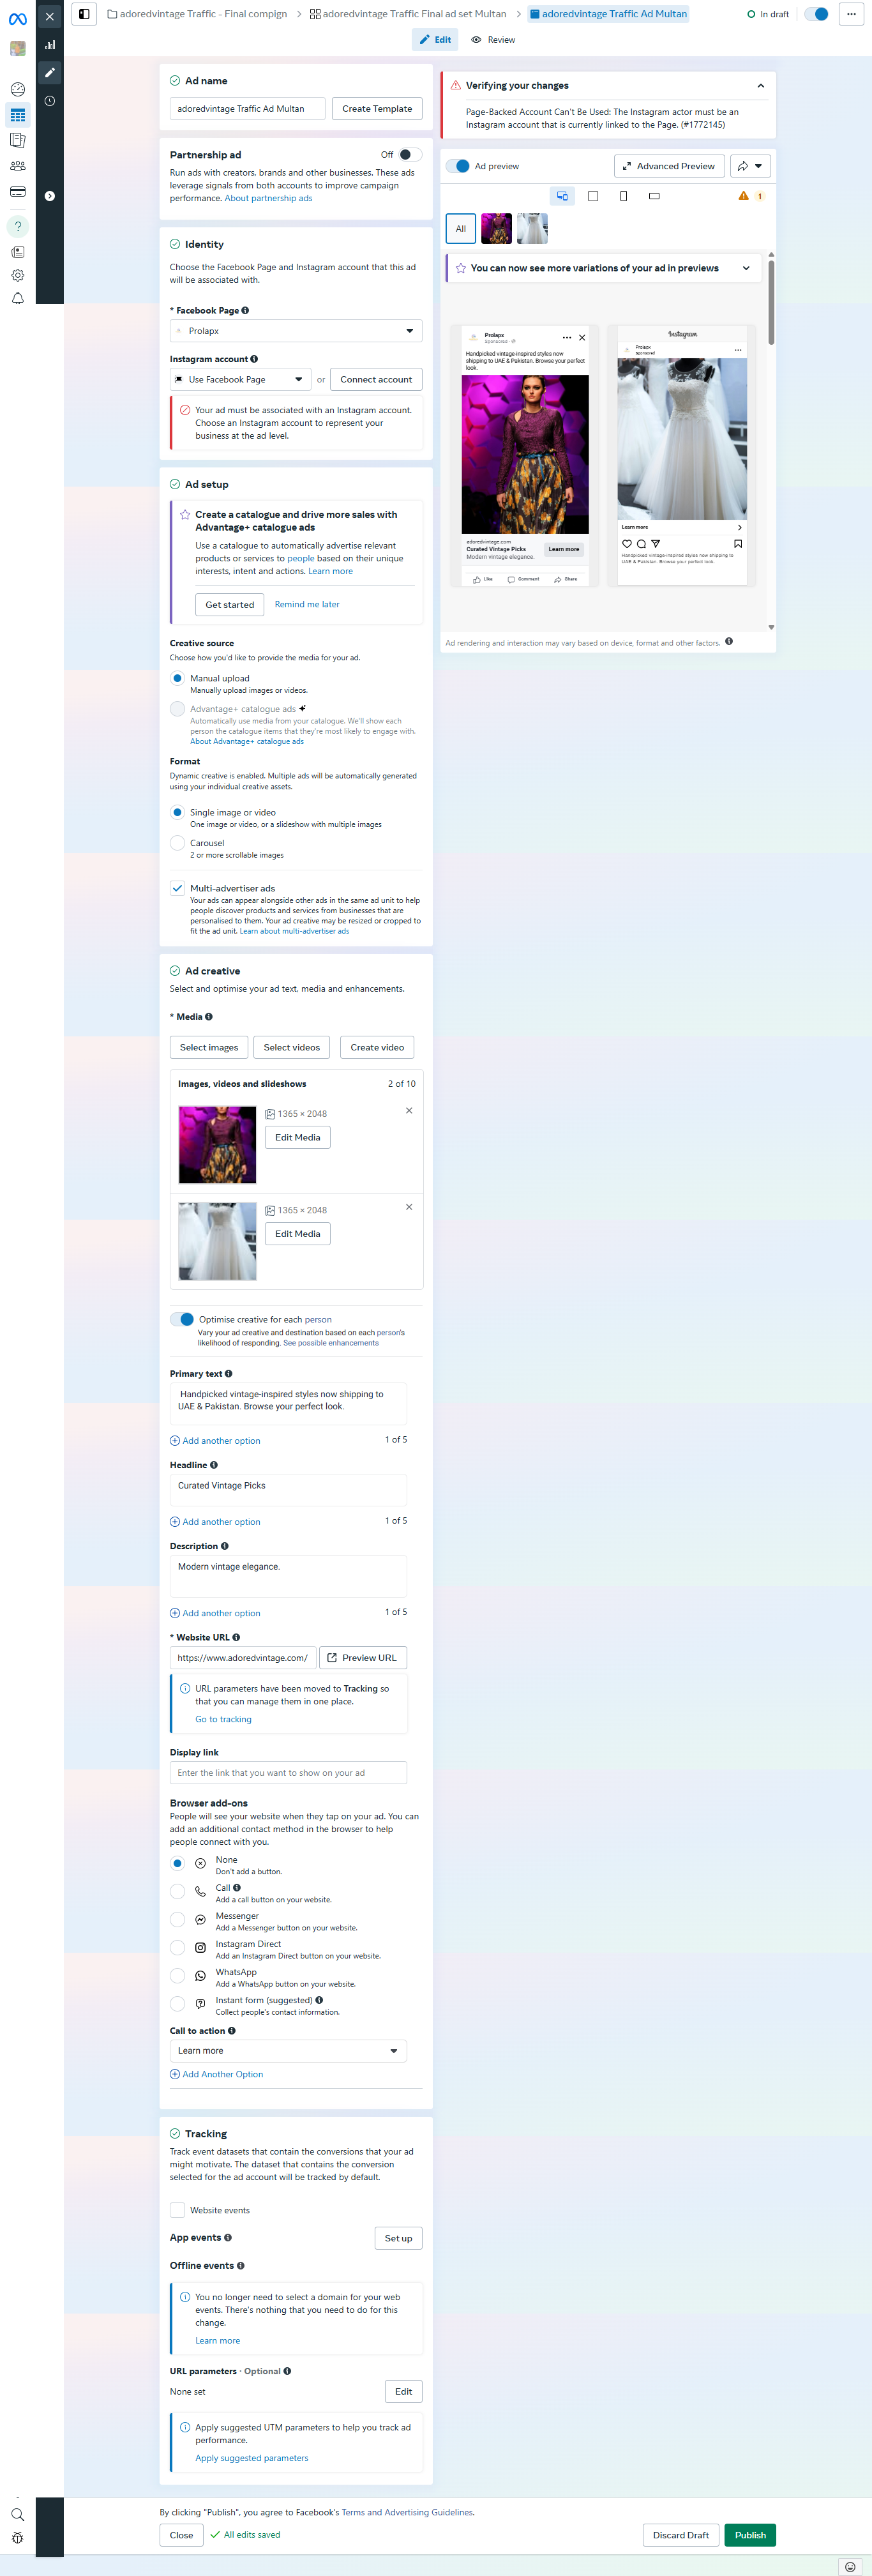 adoredvintage Traffic - Final compign
adoredvintage Traffic Final ad set Multan
adoredvintage Traffic Ad Multan
In draft
Edit
Review
Ad name
adoredvintage Traffic Ad Multan
Create Template
Partnership ad
Off
Run ads with creators, brands and other businesses. These ads
leverage signals from both accounts to improve campaign
performance. About partnership ads
Identity
Choose the Facebook Page and Instagram account that this ad
will be associated with.
* Facebook Page
Prolapx
Instagram account
Use Facebook Page
or
Connect account
Your ad must be associated with an Instagram account.
Choose an Instagram account to represent your
business at the ad level.
Ad setup
Create a catalogue and drive more sales with
Advantage+ catalogue ads
Use a catalogue to automatically advertise relevant
products or services to people based on their unique
interests, intent and actions. Learn more
Get started
Remind me later
Creative source
Choose how you'd like to provide the media for your ad.
Manual upload
Manually upload images or videos.
Advantage+ catalogue ads
Automatically use media from your catalogue. We'll show each
person the catalogue items that they're most likely to engage with.
About Advantage+ catalogue ads
Format
Dynamic creative is enabled. Multiple ads will be automatically generated
using your individual creative assets.
Single image or video
One image or video, or a slideshow with multiple images
Carousel
2 or more scrollable images
Multi-advertiser ads
Your ads can appear alongside other ads in the same ad unit to help
people discover products and services from businesses that are
personalised to them. Your ad creative may be resized or cropped to
fit the ad unit. Learn about multi-advertiser ads
Ad creative
Select and optimise your ad text, media and enhancements.
* Media
Select images
Select videos
Create video
Images, videos and slideshows
2 of 10
1365 × 2048
Edit Media
1365 × 2048
Edit Media
Optimise creative for each person
Vary your ad creative and destination based on each person's
likelihood of responding. See possible enhancements
Primary text
Handpicked vintage-inspired styles now shipping to
UAE & Pakistan. Browse your perfect look.
Add another option
1 of 5
Headline
Curated Vintage Picks
Add another option
1 of 5
Description
Modern vintage elegance.
Add another option
1 of 5
* Website URL
https://www.adoredvintage.com/
Preview URL
URL parameters have been moved to Tracking so
that you can manage them in one place.
Go to tracking
Display link
Enter the link that you want to show on your ad
Browser add-ons
People will see your website when they tap on your ad. You can
add an additional contact method in the browser to help
people connect with you.
None
Don't add a button.
Call
Add a call button on your website.
Messenger
Add a Messenger button on your website.
Instagram Direct
Add an Instagram Direct button on your website.
WhatsApp
Add a WhatsApp button on your website.
Instant form (suggested)
Collect people's contact information.
Call to action
Learn more
Add Another Option
Tracking
Track event datasets that contain the conversions that your ad
might motivate. The dataset that contains the conversion
selected for the ad account will be tracked by default.
Website events
App events
Set up
Offline events
You no longer need to select a domain for your web
events. There's nothing that you need to do for this
change.
Learn more
URL parameters · Optional
None set
Edit
Apply suggested UTM parameters to help you track ad
performance.
Apply suggested parameters
Verifying your changes
Page-Backed Account Can't Be Used: The Instagram actor must be an
Instagram account that is currently linked to the Page. (#1772145)
Ad preview
Advanced Preview
1
All
You can now see more variations of your ad in previews
Prolapx
Sponsored
Handpicked vintage-inspired styles now
shipping to UAE & Pakistan. Browse your perfect
look.
adoredvintage.com
Curated Vintage Picks
Modern vintage elegance.
Learn more
Like
Comment
Share
Instagram
Prolapx
Sponsored
Learn more
Handpicked vintage-inspired styles now shipping to
UAE & Pakistan. Browse your perfect look.
Ad rendering and interaction may vary based on device, format and other factors.
By clicking "Publish", you agree to Facebook's Terms and Advertising Guidelines.
Close
All edits saved
Discard Draft
Publish